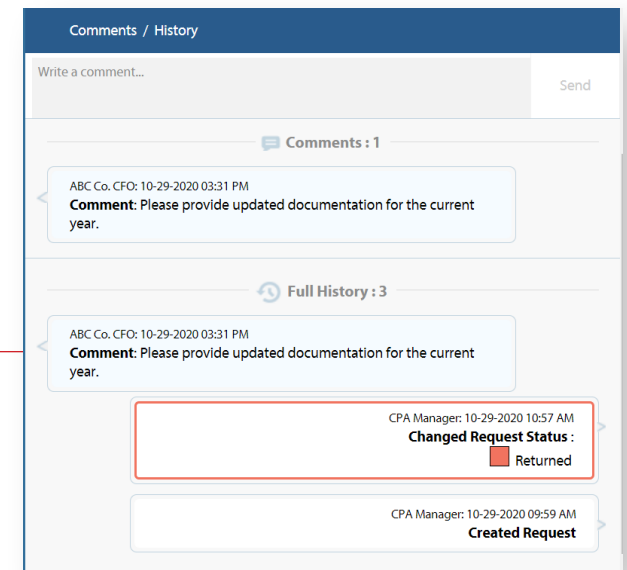 Comments / History
Write a comment...
Send
Comments : 1
ABC Co. CFO: 10-29-2020 03:31 PM
Comment: Please provide updated documentation for the current
year.
Full History : 3
ABC Co. CFO: 10-29-2020 03:31 PM
Comment: Please provide updated documentation for the current
year.
CPA Manager: 10-29-2020 10:57 AM
Changed Request Status :
Returned
CPA Manager: 10-29-2020 09:59 AM
Created Request